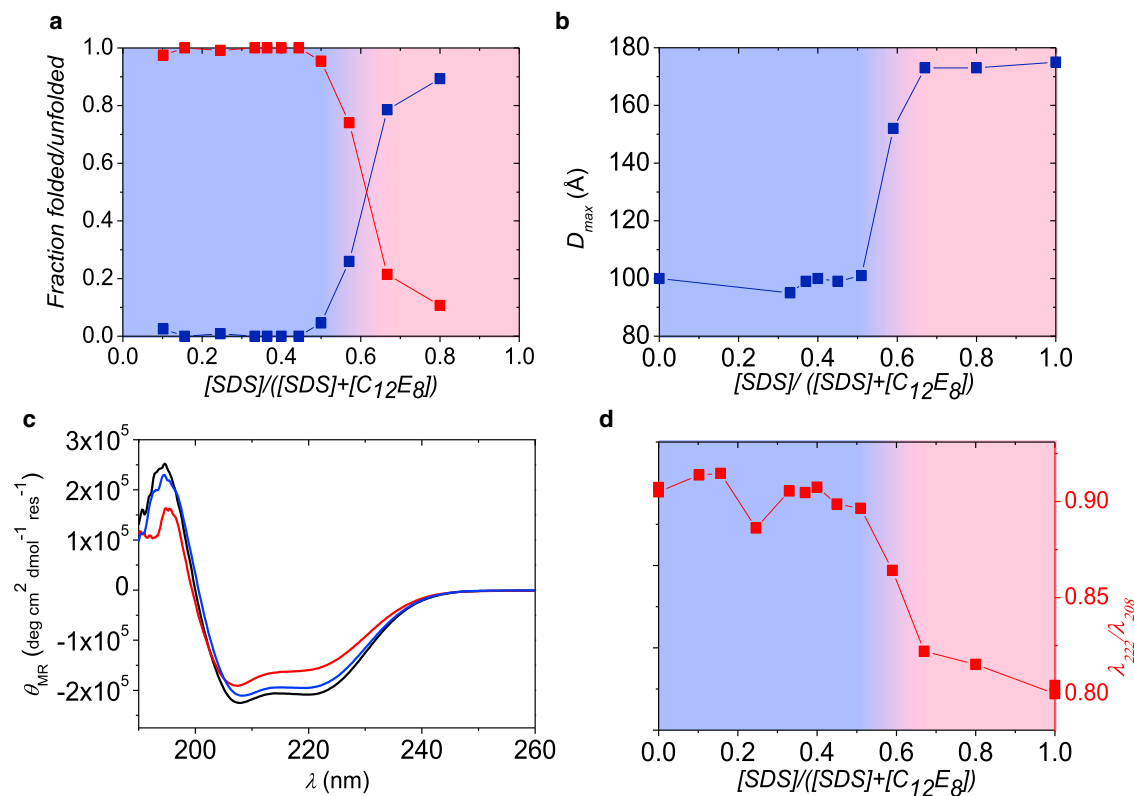 a
Fraction folded/unfolded
1.0
0.8
0.6
0.4
0.2
0.0
0.0 0.2 0.4 0.6 0.8 1.0
[SDS]/([SDS]+[C12E8])
b
Dmax (Å)
180
160
140
120
100
80
0.0 0.2 0.4 0.6 0.8 1.0
[SDS]/ ([SDS]+[C12E8])
c
θMR (deg cm2 dmol-1 res-1)
3x10^5
2x10^5
1x10^5
0
-1x10^5
-2x10^5
200 220 240 260
λ (nm)
d
0.90
0.85
0.80
λ222/λ208
0.0 0.2 0.4 0.6 0.8 1.0
[SDS]/([SDS]+[C12E8])